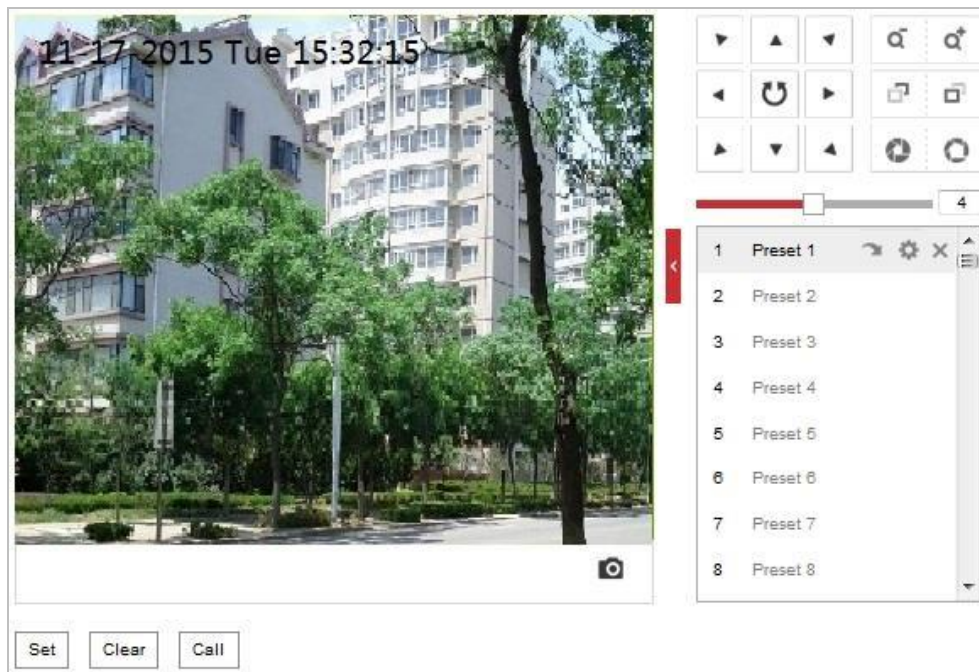 11-17-2015 Tue 15:32:15
4
1 Preset 1
2 Preset 2
3 Preset 3
4 Preset 4
5 Preset 5
6 Preset 6
7 Preset 7
8 Preset 8
Set Clear Call